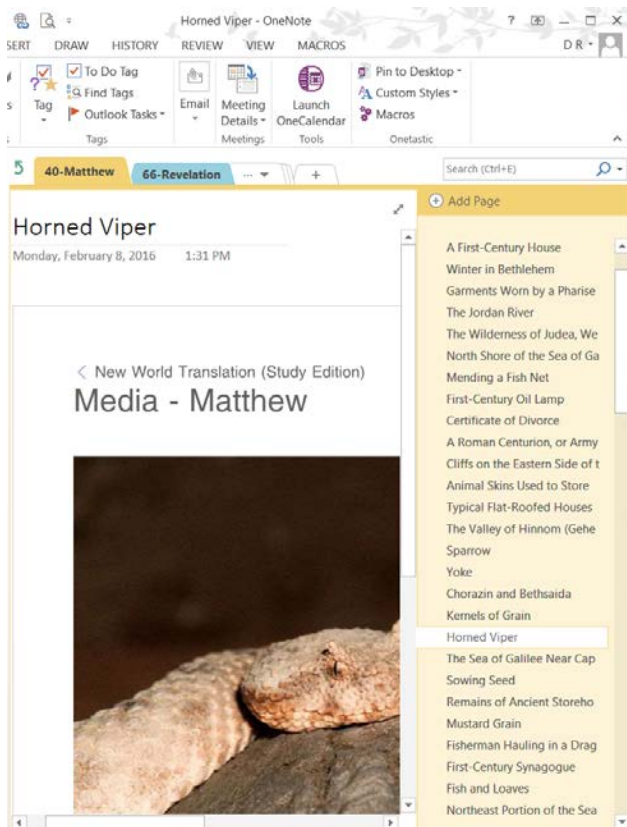 Horned Viper - OneNote
?
SERT DRAW HISTORY REVIEW VIEW MACROS D R
Tag
To Do Tag
Find Tags
Outlook Tasks
Tags
Email
Meeting
Details
Meetings
Launch
OneCalendar
Tools
Pin to Desktop
Custom Styles
Macros
Onetastic
40-Matthew 66-Revelation ... +
Search (Ctrl+E)
Add Page
Horned Viper
Monday, February 8, 2016 1:31 PM
< New World Translation (Study Edition)
Media - Matthew
A First-Century House
Winter in Bethlehem
Garments Worn by a Pharise
The Jordan River
The Wilderness of Judea, We
North Shore of the Sea of Ga
Mending a Fish Net
First-Century Oil Lamp
Certificate of Divorce
A Roman Centurion, or Army
Cliffs on the Eastern Side of t
Animal Skins Used to Store
Typical Flat-Roofed Houses
The Valley of Hinnom (Gehe
Sparrow
Yoke
Chorazin and Bethsaida
Kernels of Grain
Horned Viper
The Sea of Galilee Near Cap
Sowing Seed
Remains of Ancient Storeho
Mustard Grain
Fisherman Hauling in a Drag
First-Century Synagogue
Fish and Loaves
Northeast Portion of the Sea